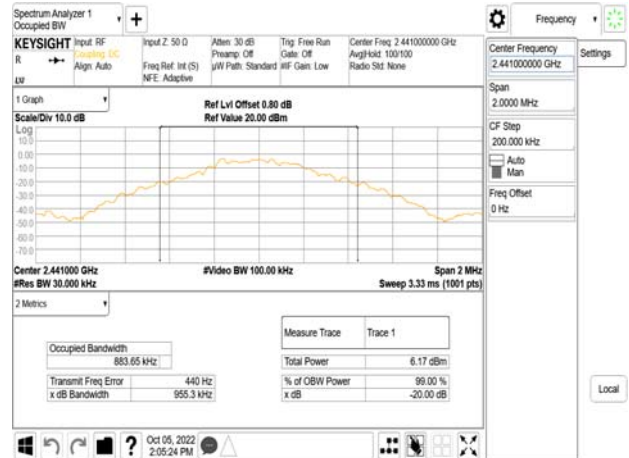 Spectrum Analyzer 1
Occupied BW
Frequency
KEYSIGHT
Input: RF
Coupling: DC
Align: Auto
Input Z: 50 Ω
Freq Ref: Int (S)
NFE: Adaptive
Atten: 30 dB
Preamp: Off
µW Path: Standard
Trig: Free Run
Gate: Off
#IF Gain: Low
Center Freq: 2.441000000 GHz
Avg|Hold: 100/100
Radio Std: None
R
LVI
Center Frequency
2.441000000 GHz
Settings
Span
2.0000 MHz
CF Step
200.000 kHz
Auto
Man
Freq Offset
0 Hz
Local
1 Graph
Scale/Div 10.0 dB
Ref Lvl Offset 0.80 dB
Ref Value 20.00 dBm
Log
10.0
0.00
-10.0
-20.0
-30.0
-40.0
-50.0
-60.0
-70.0
Center 2.441000 GHz
#Video BW 100.00 kHz
Span 2 MHz
#Res BW 30.000 kHz
Sweep 3.33 ms (1001 pts)
2 Metrics
Measure Trace Trace 1
Occupied Bandwidth
883.65 kHz
Total Power 6.17 dBm
Transmit Freq Error 440 Hz
% of OBW Power 99.00 %
x dB Bandwidth 955.3 kHz
x dB -20.00 dB
Oct 05, 2022
2:05:24 PM